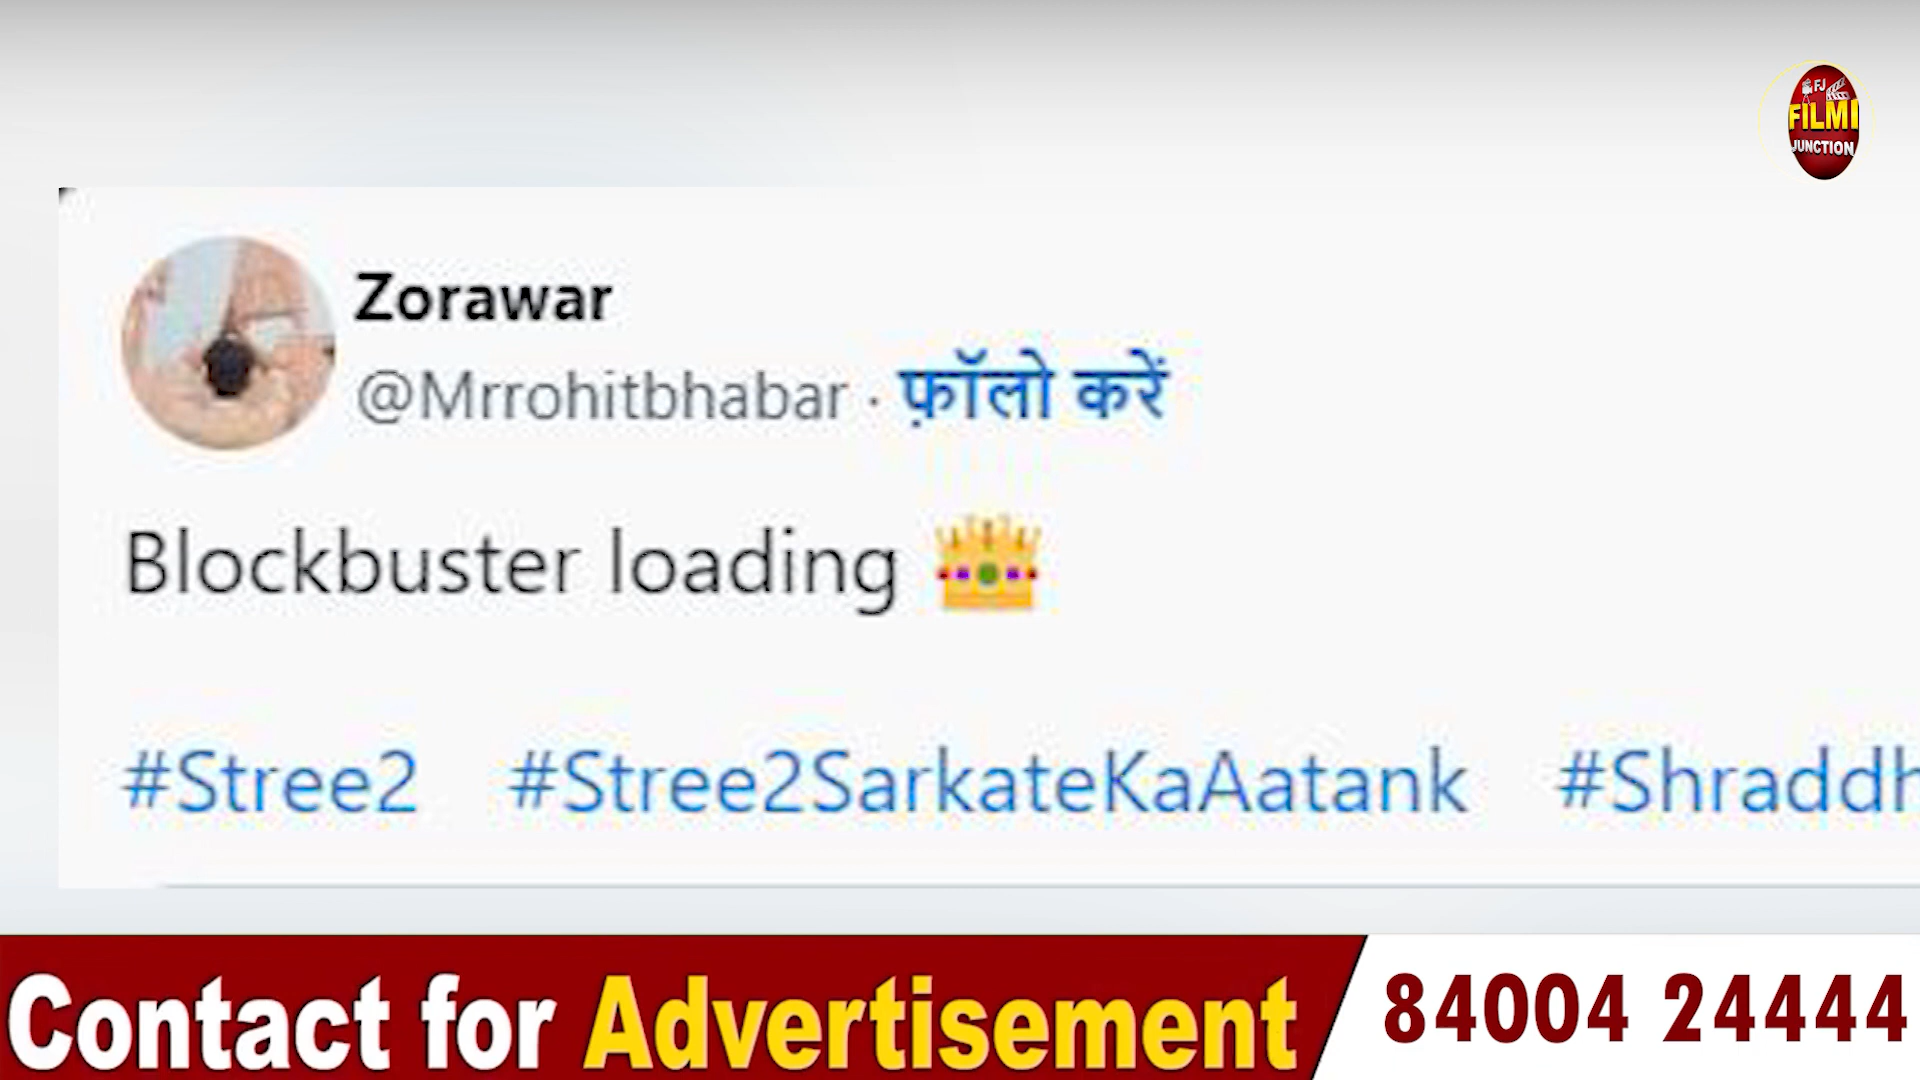 FJ
FILMI
JUNCTION
Zorawar
@Mrrohitbhabar · फ़ॉलो करें
Blockbuster loading 👑
#Stree2 #Stree2SarkateKaAatank #Shraddh
Contact for Advertisement 84004 24444